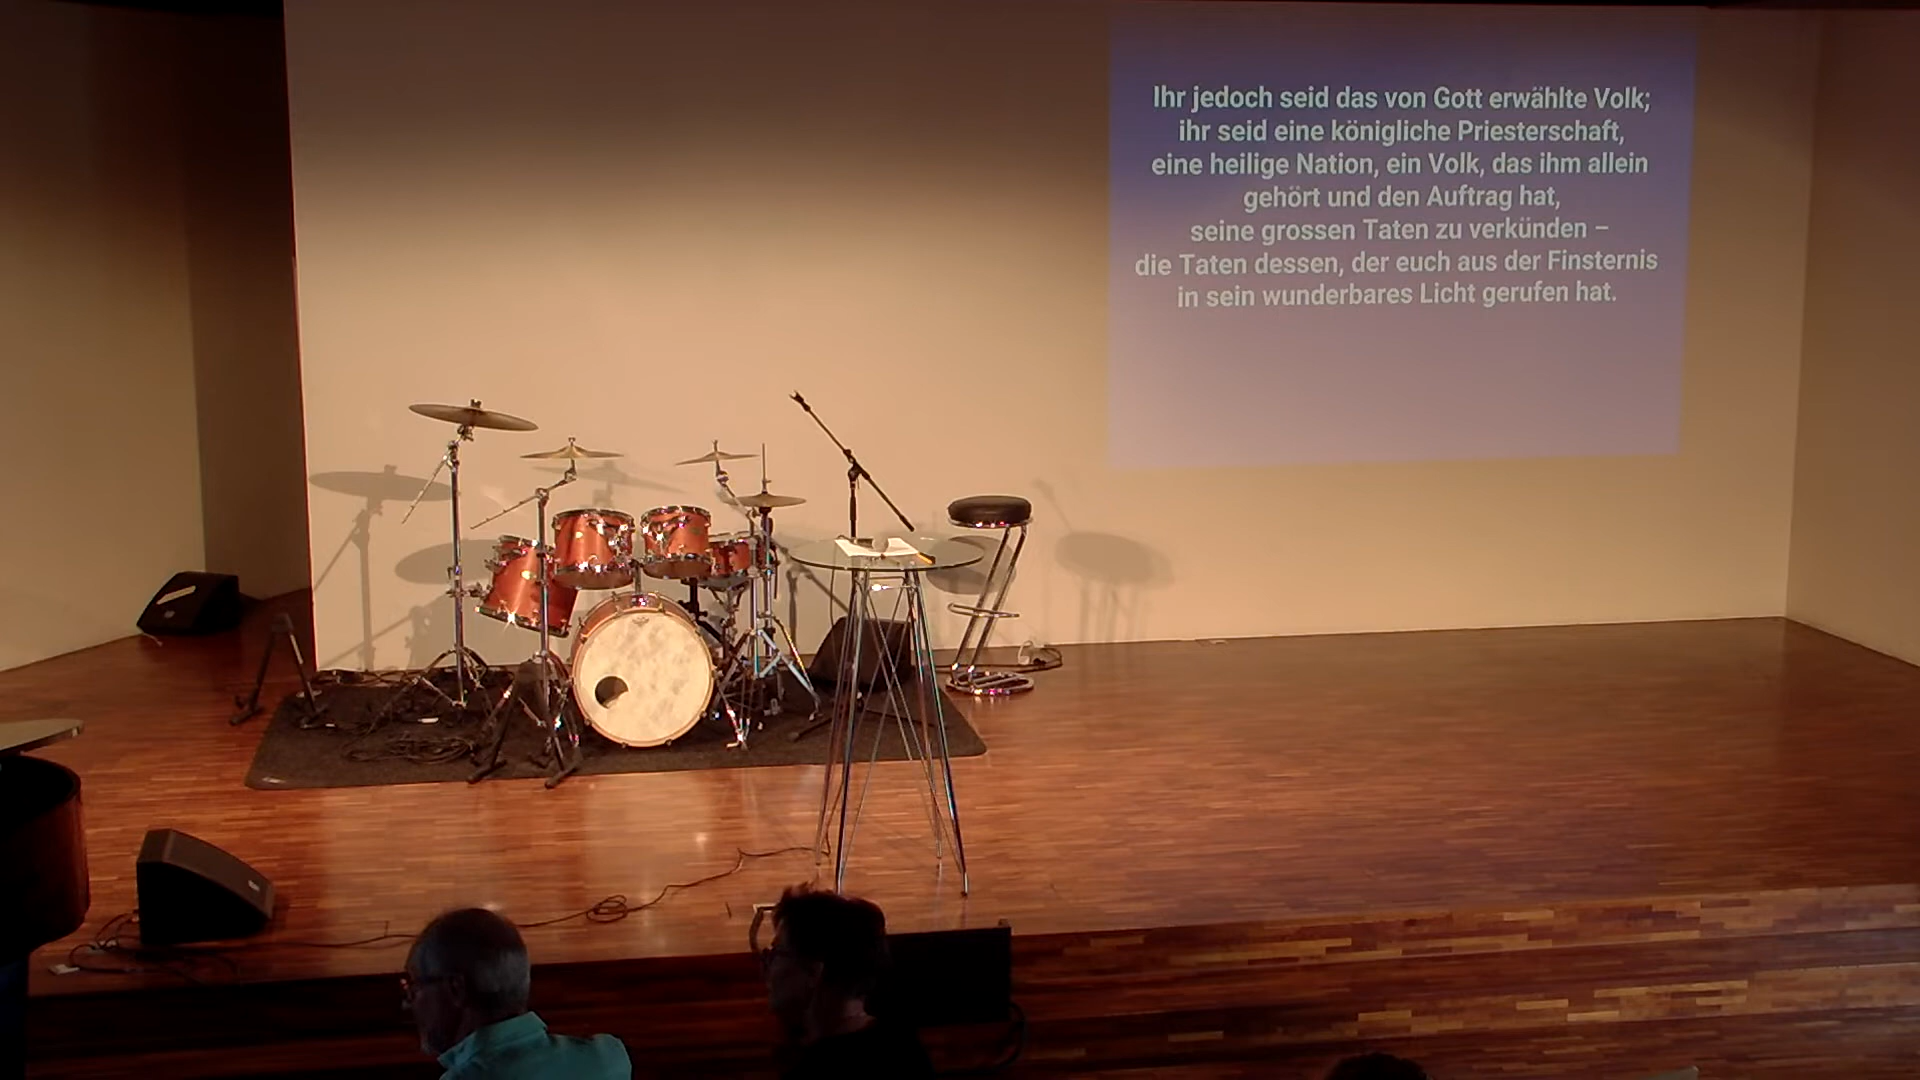 Ihr jedoch seid das von Gott erwählte Volk;
ihr seid eine königliche Priesterschaft,
eine heilige Nation, ein Volk, das ihm allein
gehört und den Auftrag hat,
seine grossen Taten zu verkünden –
die Taten dessen, der euch aus der Finsternis
in sein wunderbares Licht gerufen hat.